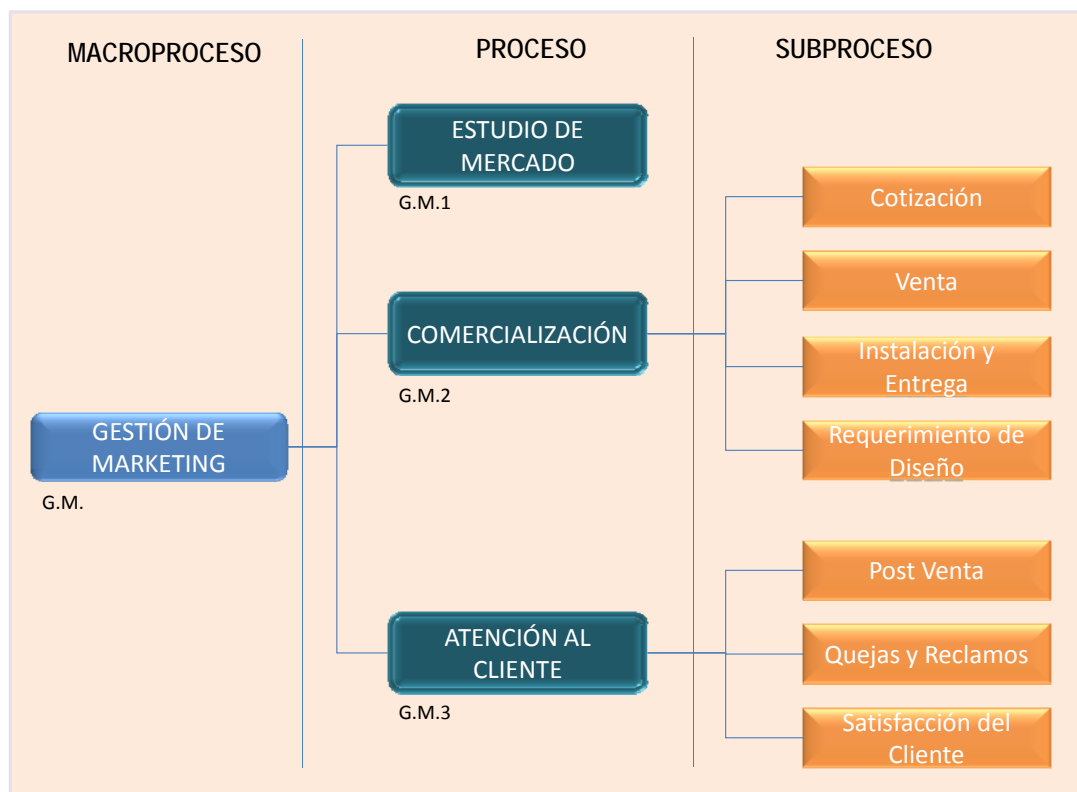 MACROPROCESO
PROCESO
SUBPROCESO
ESTUDIO DE
MERCADO
G.M.1
Cotización
Venta
COMERCIALIZACIÓN
G.M.2
Instalación y
Entrega
Requerimiento de
Diseño
GESTIÓN DE
MARKETING
G.M.
Post Venta
ATENCIÓN AL
CLIENTE
G.M.3
Quejas y Reclamos
Satisfacción del
Cliente